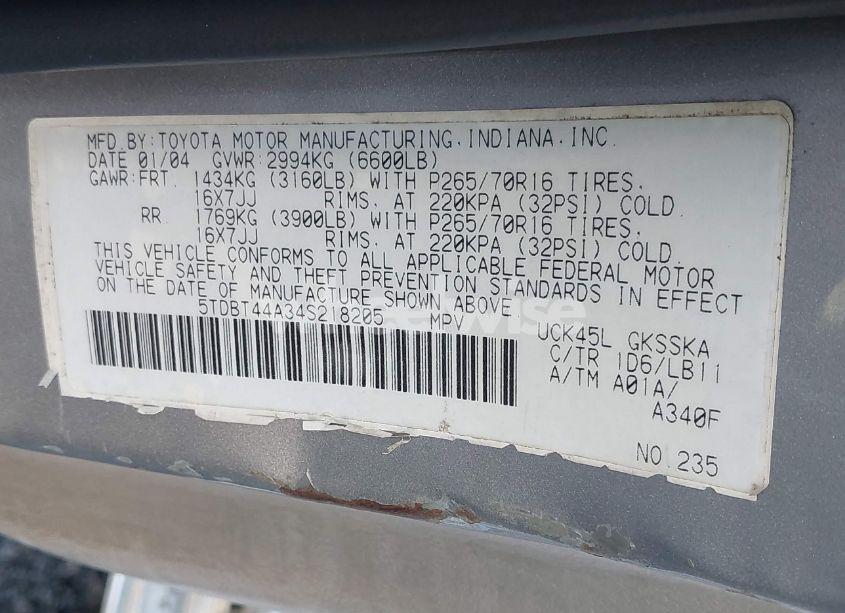 MFD.BY:TOYOTA MOTOR MANUFACTURING.INDIANA.INC.
DATE 01/04 GVWR:2994KG (6600LB)
GAWR:FRT. 1434KG (3160LB) WITH P265/70R16 TIRES.
16X7JJ RIMS. AT 220KPA (32PSI) COLD.
RR. 1769KG (3900LB) WITH P265/70R16 TIRES.
16X7JJ RIMS. AT 220KPA (32PSI) COLD.
THIS VEHICLE CONFORMS TO ALL APPLICABLE FEDERAL MOTOR
VEHICLE SAFETY AND THEFT PREVENTION STANDARDS IN EFFECT
ON THE DATE OF MANUFACTURE SHOWN ABOVE.
5TDBT44A34S218205 MPV
UCK45L GKSSKA
C/TR 1D6/LB11
A/TM A01A/
A340F
NO.235